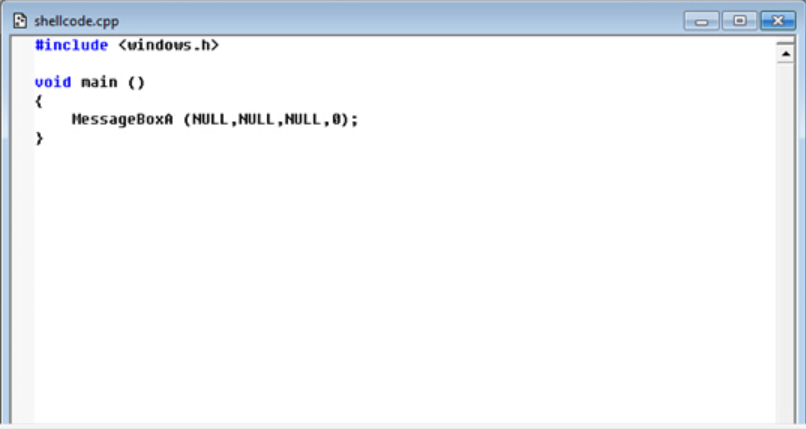 shellcode.cpp
#include <windows.h>
void main ()
{
MessageBoxA (NULL,NULL,NULL,0);
}